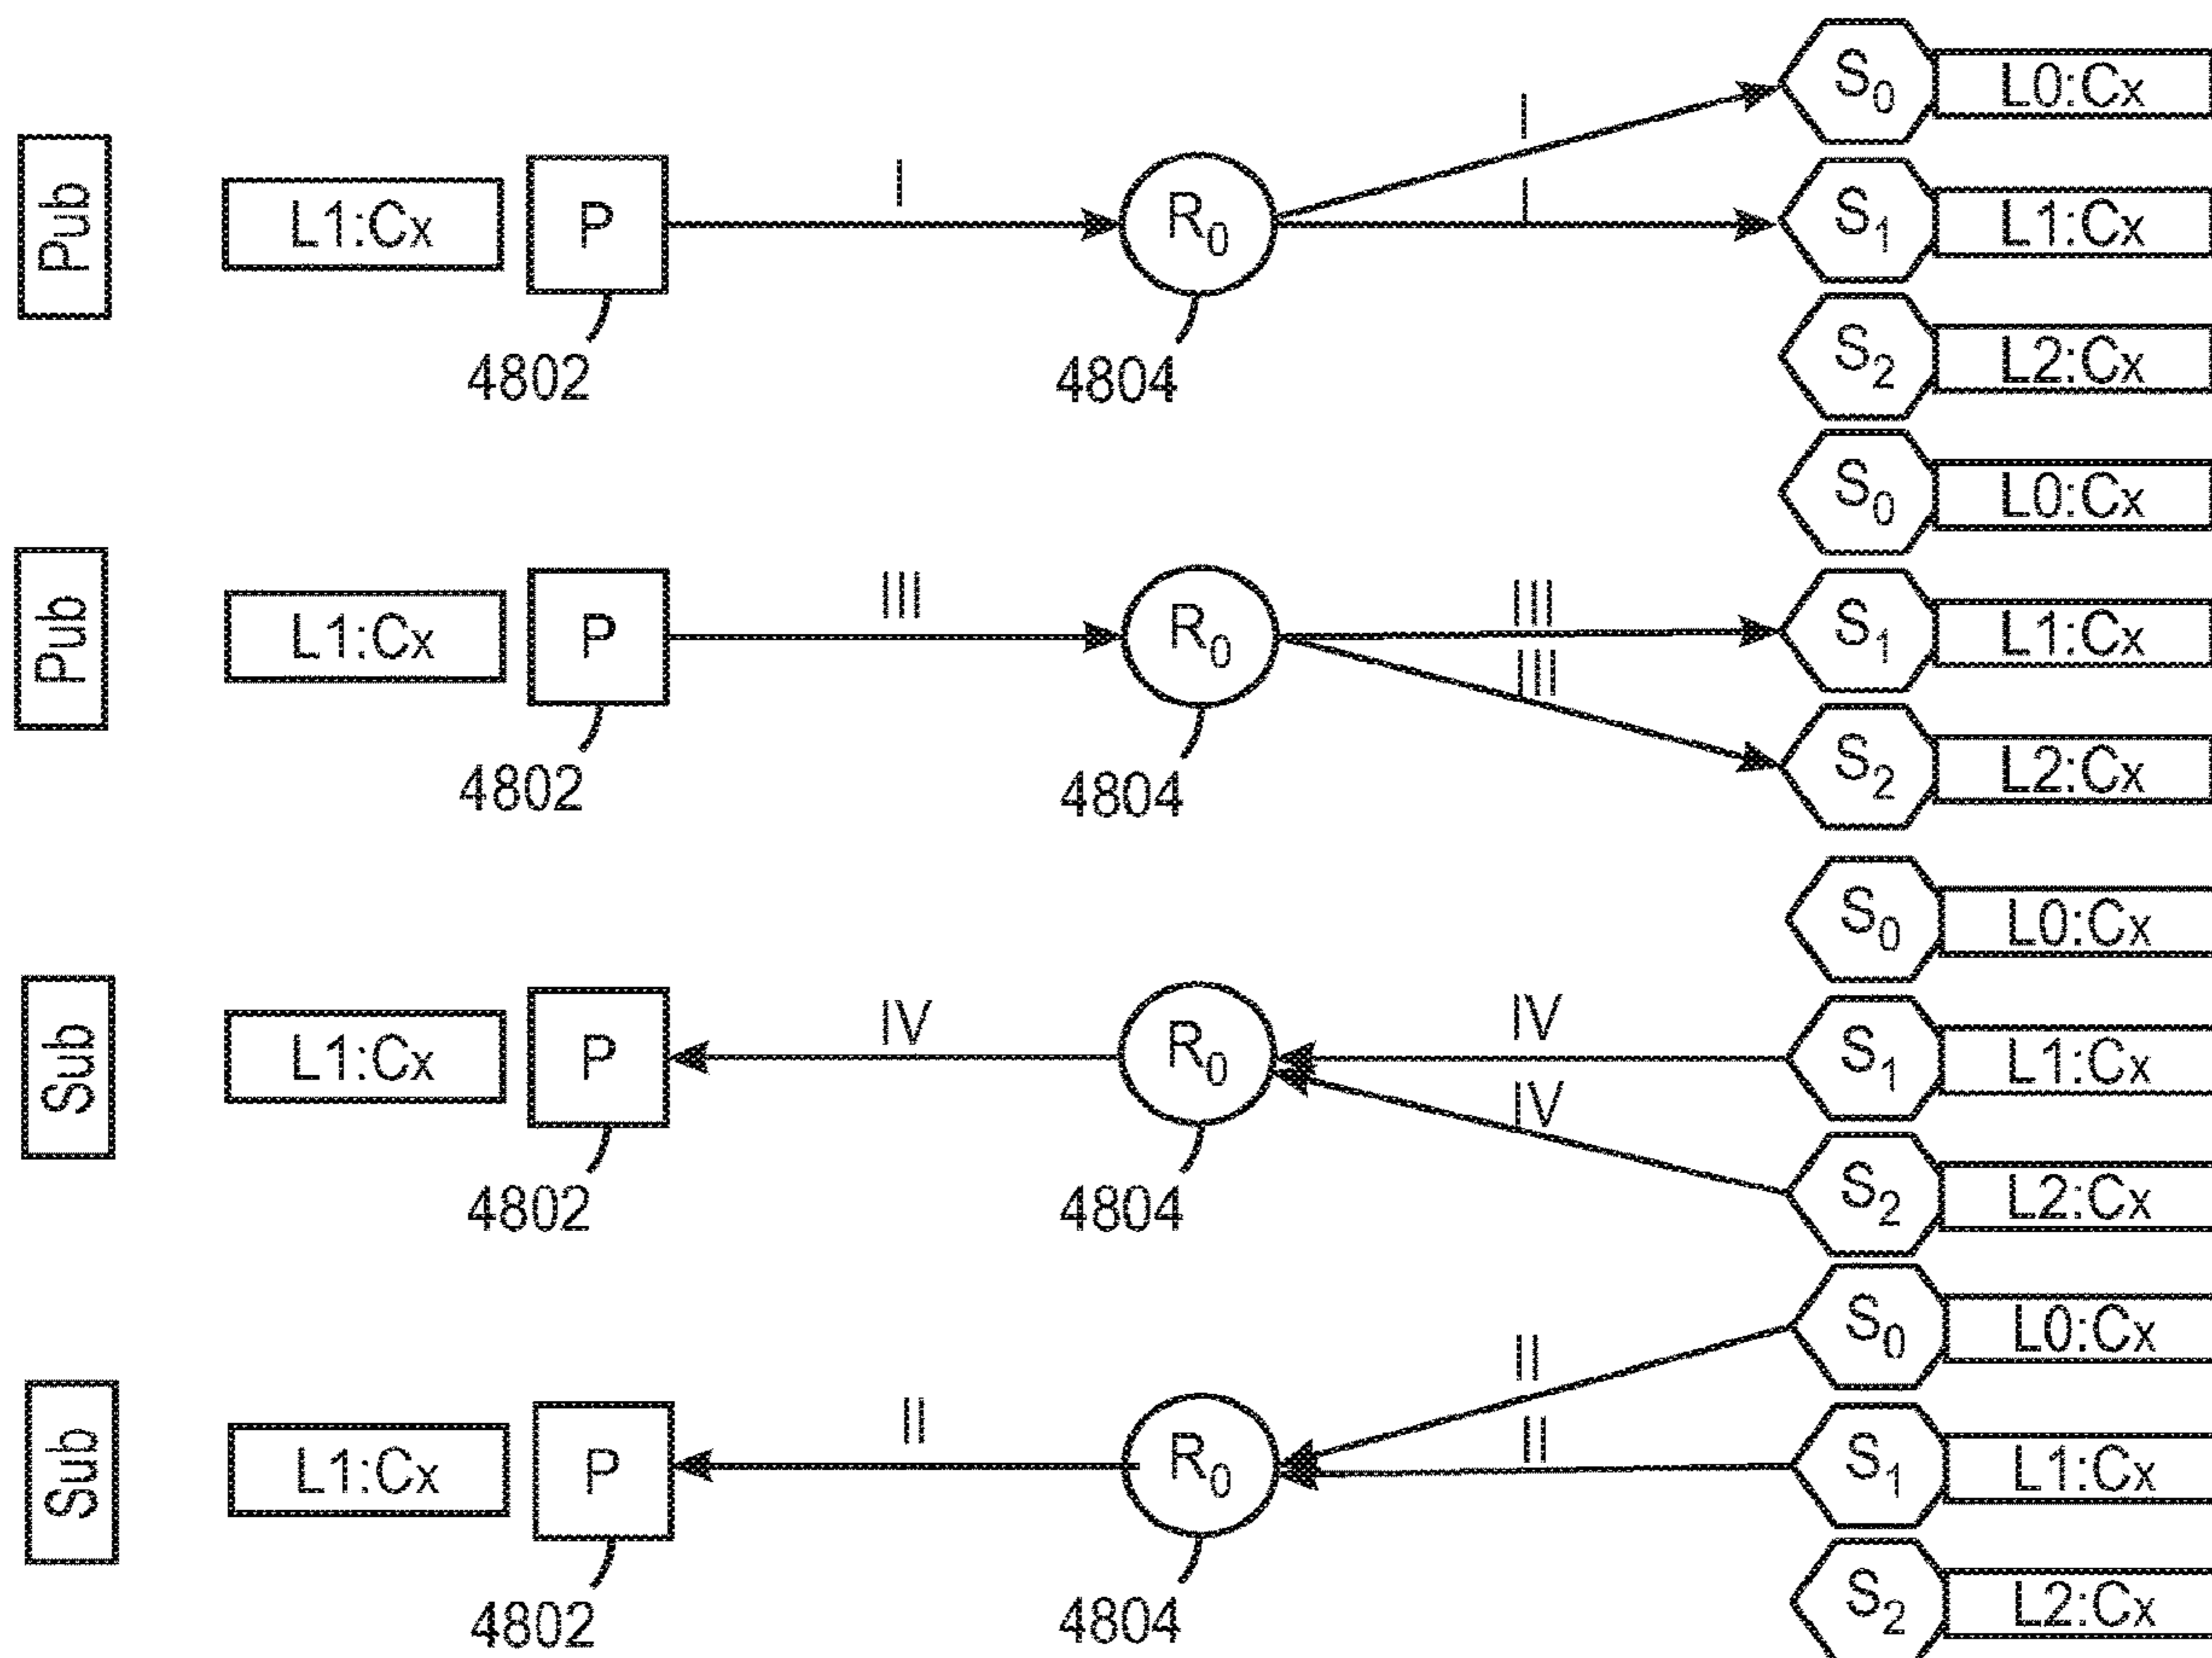 Pub
L1:Cx
P
I
R0
I
I
S0
L0:Cx
S1
L1:Cx
S2
L2:Cx
4802
4804
Pub
L1:Cx
P
III
R0
III
III
S0
L0:Cx
S1
L1:Cx
S2
L2:Cx
4802
4804
Sub
L1:Cx
P
IV
R0
IV
IV
S0
L0:Cx
S1
L1:Cx
S2
L2:Cx
4802
4804
Sub
L1:Cx
P
II
R0
II
II
S0
L0:Cx
S1
L1:Cx
S2
L2:Cx
4802
4804